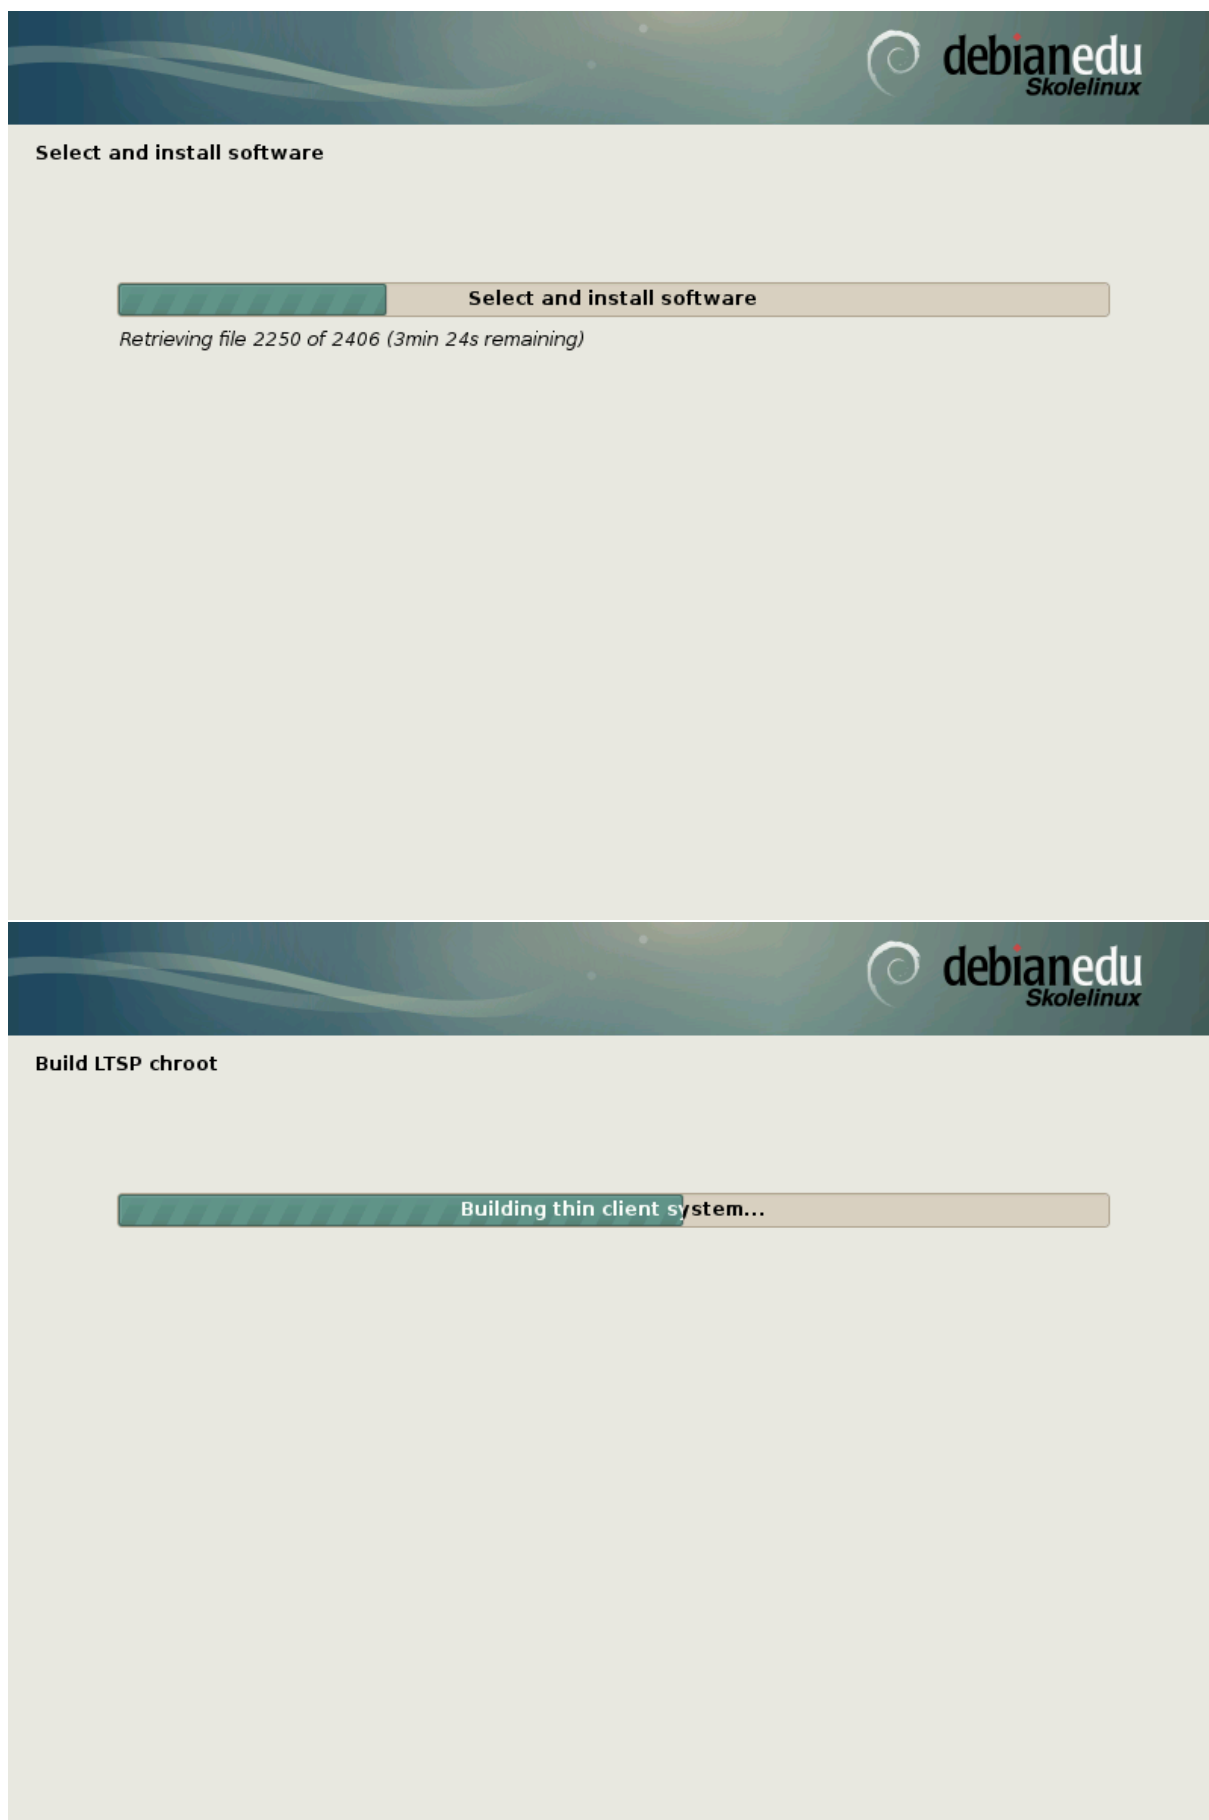 debianedu
Skolelinux
Select and install software
Select and install software
Retrieving file 2250 of 2406 (3min 24s remaining)
debianedu
Skolelinux
Build LTSP chroot
Building thin client system...